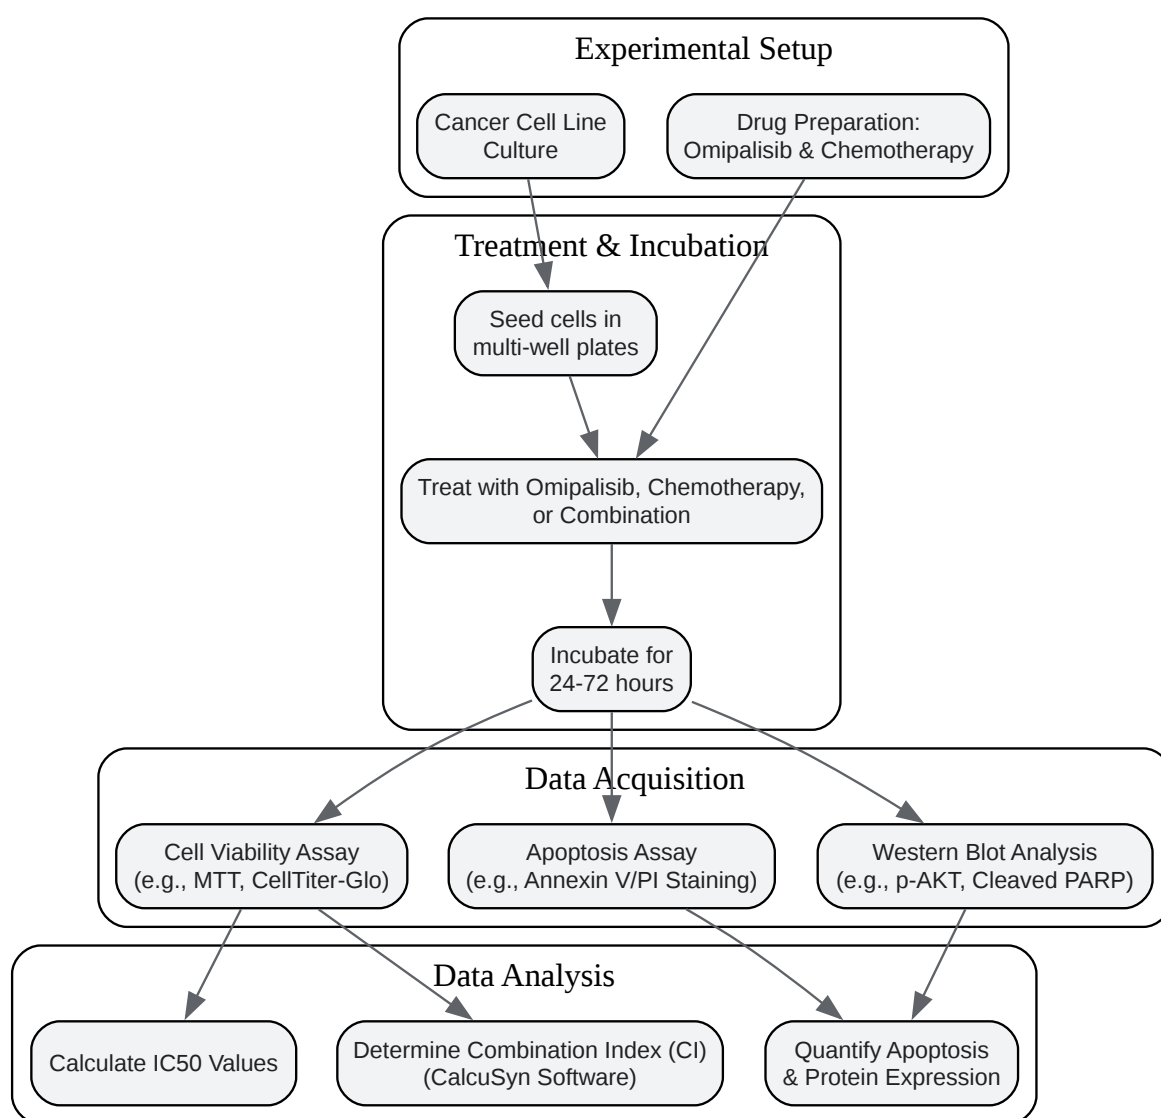 Experimental Setup
Cancer Cell Line
Culture
Drug Preparation:
Omipalisib & Chemotherapy
Treatment & Incubation
Seed cells in
multi-well plates
Treat with Omipalisib, Chemotherapy,
or Combination
Incubate for
24-72 hours
Data Acquisition
Cell Viability Assay
(e.g., MTT, CellTiter-Glo)
Apoptosis Assay
(e.g., Annexin V/PI Staining)
Western Blot Analysis
(e.g., p-AKT, Cleaved PARP)
Data Analysis
Calculate IC50 Values
Determine Combination Index (CI)
(CalcuSyn Software)
Quantify Apoptosis
& Protein Expression